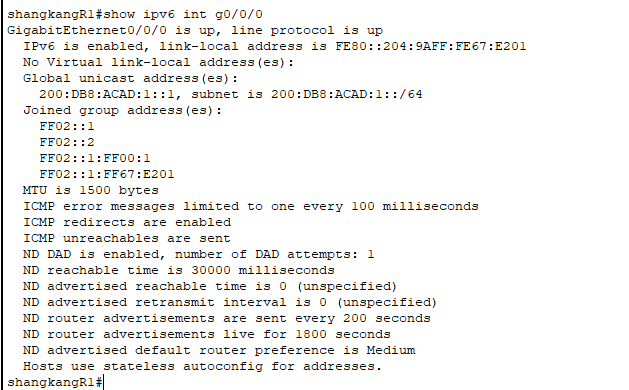 shangkangR1#show ipv6 int g0/0/0
GigabitEthernet0/0/0 is up, line protocol is up
IPv6 is enabled, link-local address is FE80::204:9AFF:FE67:E201
No Virtual link-local address(es):
Global unicast address(es):
200:DB8:ACAD:1::1, subnet is 200:DB8:ACAD:1::/64
Joined group address(es):
FF02::1
FF02::2
FF02::1:FF00:1
FF02::1:FF67:E201
MTU is 1500 bytes
ICMP error messages limited to one every 100 milliseconds
ICMP redirects are enabled
ICMP unreachables are sent
ND DAD is enabled, number of DAD attempts: 1
ND reachable time is 30000 milliseconds
ND advertised reachable time is 0 (unspecified)
ND advertised retransmit interval is 0 (unspecified)
ND router advertisements are sent every 200 seconds
ND router advertisements live for 1800 seconds
ND advertised default router preference is Medium
Hosts use stateless autoconfig for addresses.
shangkangR1#